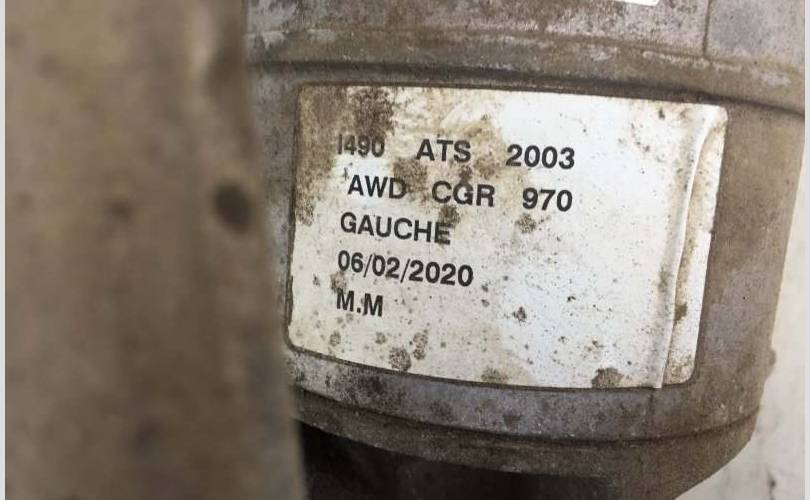 I490 ATS 2003
AWD CGR 970
GAUCHE
06/02/2020
M.M